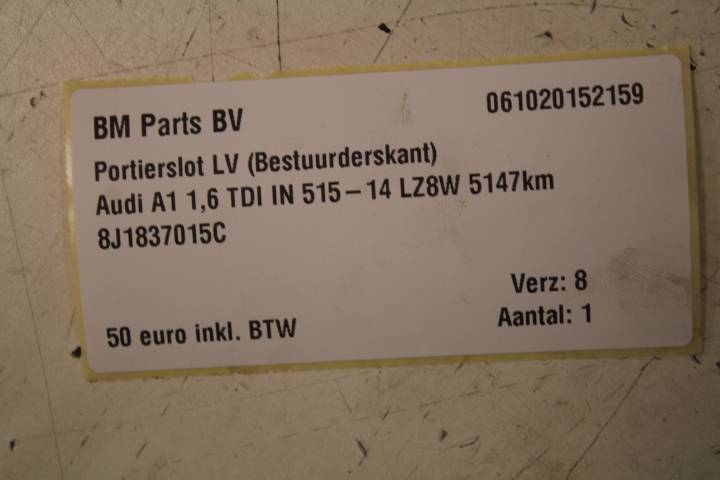 BM Parts BV
061020152159
Portierslot LV (Bestuurderskant)
Audi A1 1,6 TDI IN 515-14 LZ8W 5147km
8J1837015C
Verz: 8
50 euro inkl. BTW
Aantal: 1